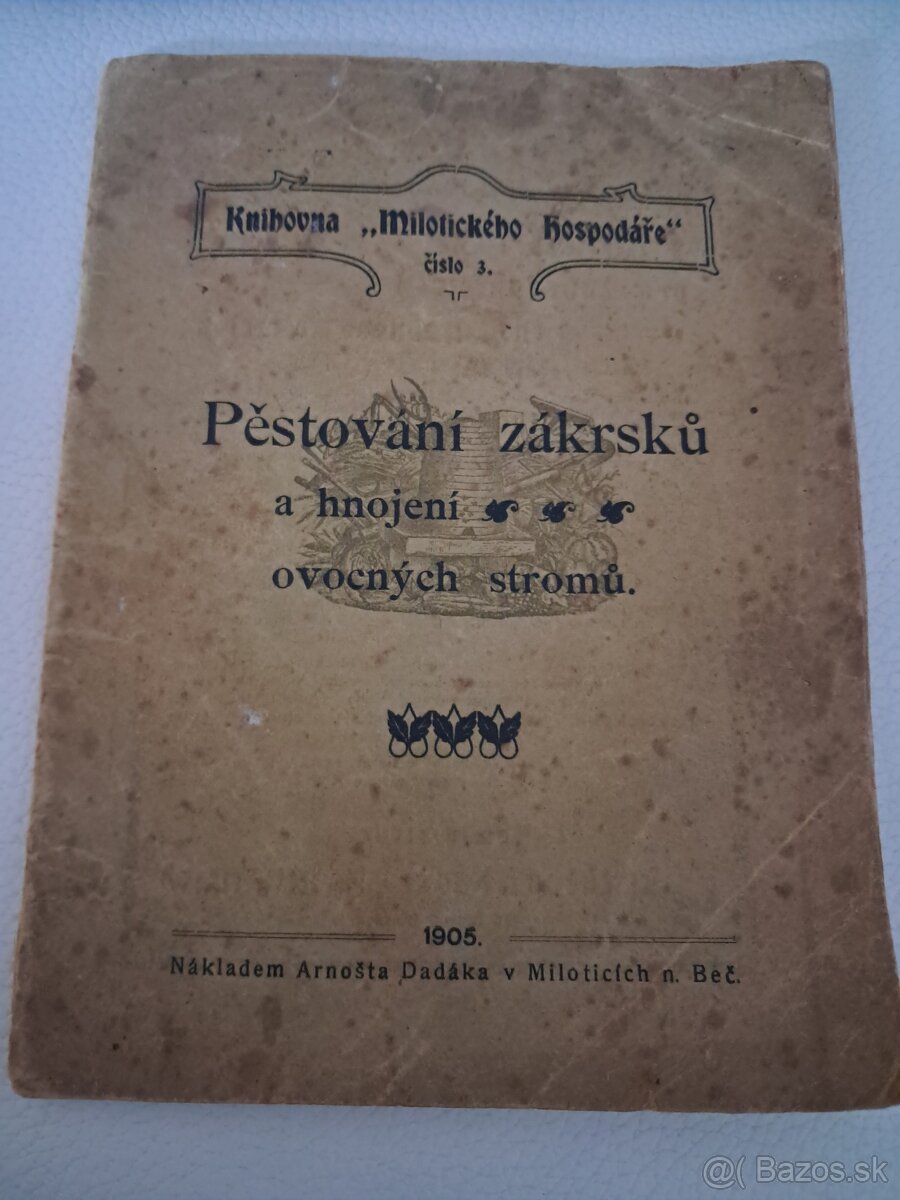 Knihovna „Milotického Hospodáře“
číslo 3.
Pěstování zákrsků
a hnojení
ovocných stromů.
1905.
Nákladem Arnošta Dadáka v Miloticích n. Beč.
@( Bazos.sk